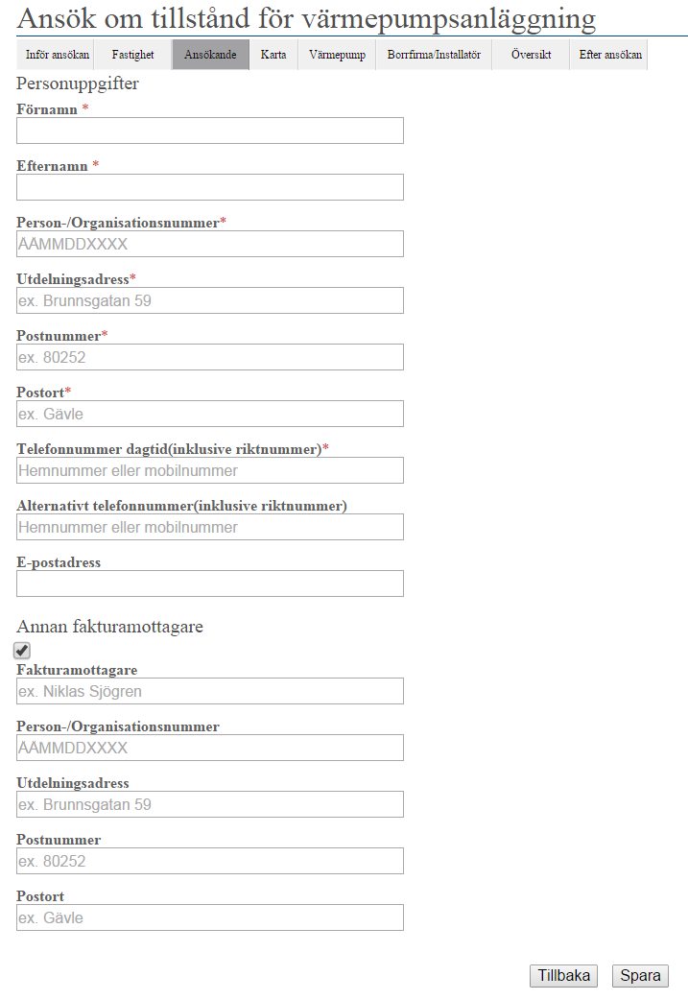 Ansök om tillstånd för värmepumpsanläggning
Inför ansökan Fastighet Ansökande Karta Värmepump Borrfirma/Installatör Översikt Efter ansökan
Personuppgifter
Förnamn *
Efternamn *
Person-/Organisationsnummer*
ÅÅMMDDXXXX
Utdelningsadress*
ex. Brunnsgatan 59
Postnummer*
ex. 80252
Postort*
ex. Gävle
Telefonnummer dagtid(inklusive riktnummer)*
Hemnummer eller mobilnummer
Alternativt telefonnummer(inklusive riktnummer)
Hemnummer eller mobilnummer
E-postadress
Annan fakturamottagare
Fakturamottagare
ex. Niklas Sjögren
Person-/Organisationsnummer
ÅÅMMDDXXXX
Utdelningsadress
ex. Brunnsgatan 59
Postnummer
ex. 80252
Postort
ex. Gävle
Tillbaka Spara